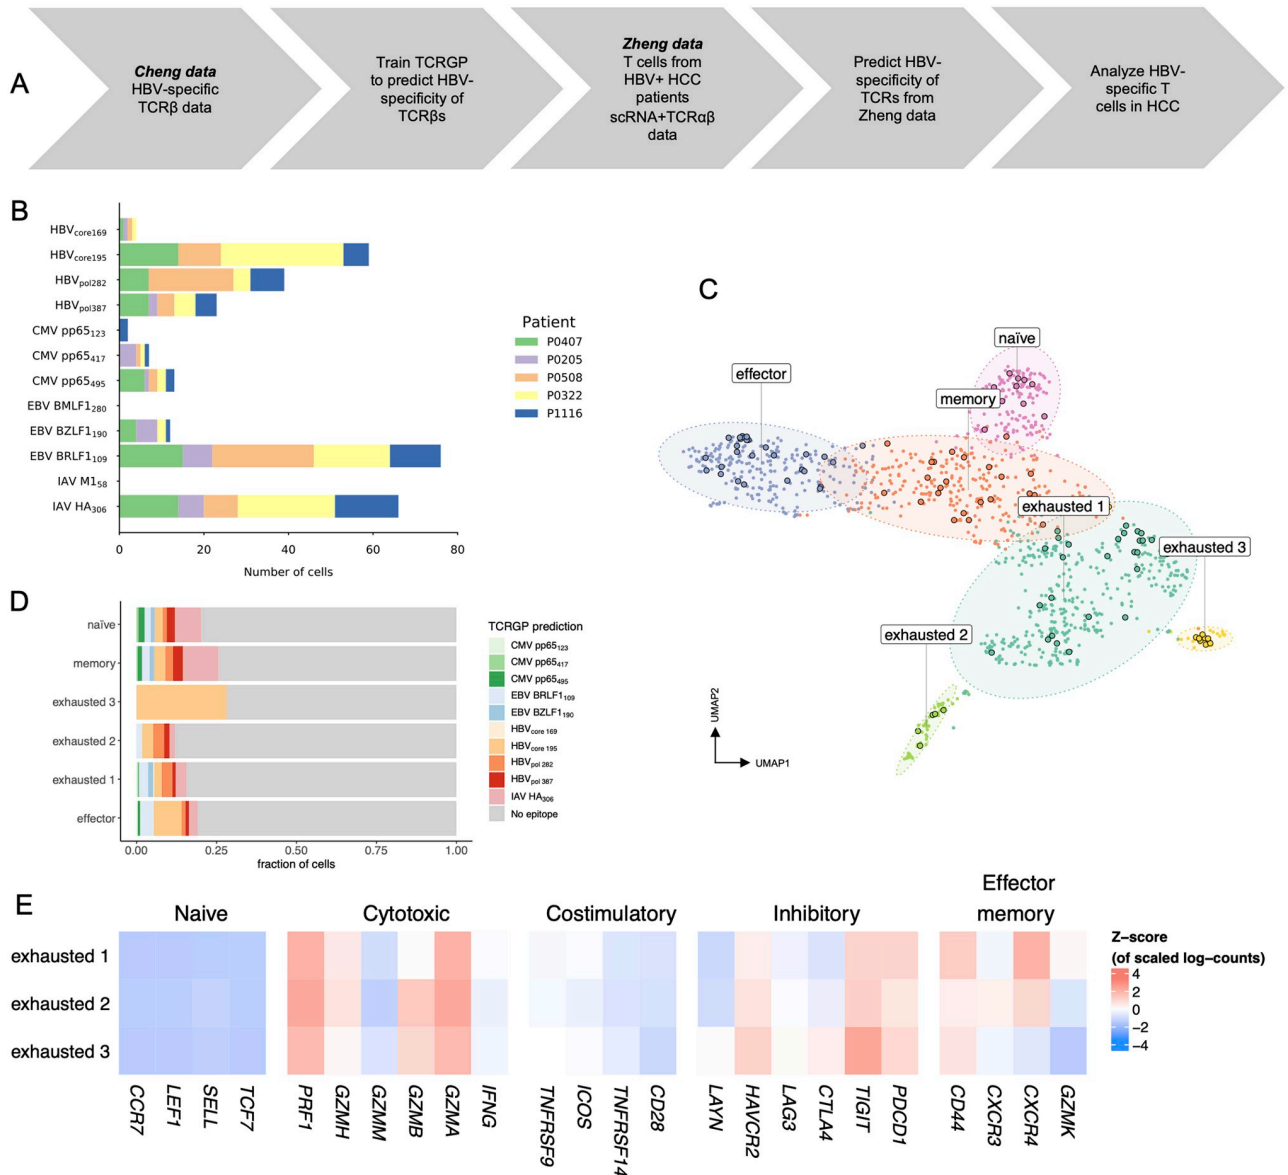 A
Cheng data
HBV-specific
TCRβ data
Train TCRGP
to predict HBV-
specificity of
TCRβs
Zheng data
T cells from
HBV+ HCC
patients
scRNA+TCRαβ
data
Predict HBV-
specificity of
TCRs from
Zheng data
Analyze HBV-
specific T
cells in HCC
B
HBVcore169
HBVcore195
HBVpol282
HBVpol387
CMV pp65123
CMV pp65417
CMV pp65495
EBV BMLF1280
EBV BZLF1190
EBV BRLF1109
IAV M158
IAV HA306
0 20 40 60 80
Number of cells
Patient
P0407
P0205
P0508
P0322
P1116
C
naïve
effector
memory
exhausted 1
exhausted 3
exhausted 2
UMAP2
UMAP1
D
naïve
memory
exhausted 3
exhausted 2
exhausted 1
effector
0.00 0.25 0.50 0.75 1.00
fraction of cells
TCRGP prediction
CMV pp65123
CMV pp65417
CMV pp65495
EBV BRLF1109
EBV BZLF1190
HBVcore 169
HBVcore 195
HBVpol 282
HBVpol 387
IAV HA306
No epitope
E
Naive Cytotoxic Costimulatory Inhibitory Effector
memory
exhausted 1
exhausted 2
exhausted 3
CCR7 LEF1 SELL TCF7 PRF1 GZMH GZMM GZMB GZMA IFNG TNFRSF9 ICOS TNFRSF14 CD28 LAYN HAVCR2 LAG3 CTLA4 TIGIT PDCD1 CD44 CXCR3 CXCR4 GZMK
Z−score
(of scaled log−counts)
4
2
0
−2
−4